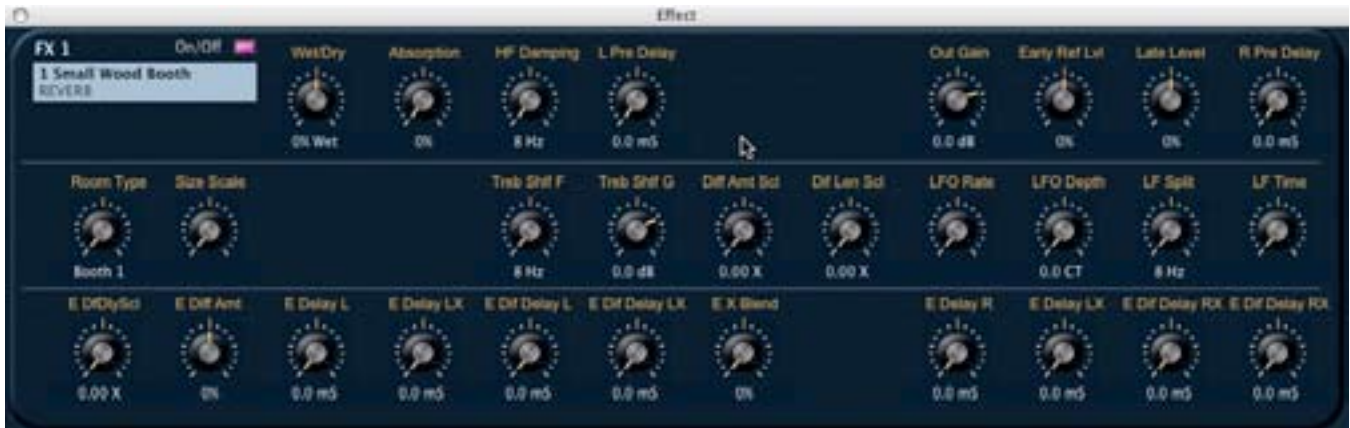 Effect
FX 1 On/Off
1 Small Wood Booth
REVERB
Wet/Dry Absorption HF Damping L Pre Delay Out Gain Early Ref Lvl Late Level R Pre Delay
0% Wet 0% 8 Hz 0.0 mS 0.0 dB 0% 0% 0.0 mS
Room Type Size Scale Treb Shlf F Treb Shlf G Diff Amt Scl Dif Len Scl LFO Rate LFO Depth LF Split LF Time
Booth 1 8 Hz 0.0 dB 0.00 X 0.00 X 0.0 CT 8 Hz
E DfDlyScl E Diff Amt E Delay L E Delay LX E Dif Delay L E Dif Delay LX E X Blend E Delay R E Delay LX E Dif Delay RX E Dif Delay RX
0.00 X 0% 0.0 mS 0.0 mS 0.0 mS 0.0 mS 0% 0.0 mS 0.0 mS 0.0 mS 0.0 mS